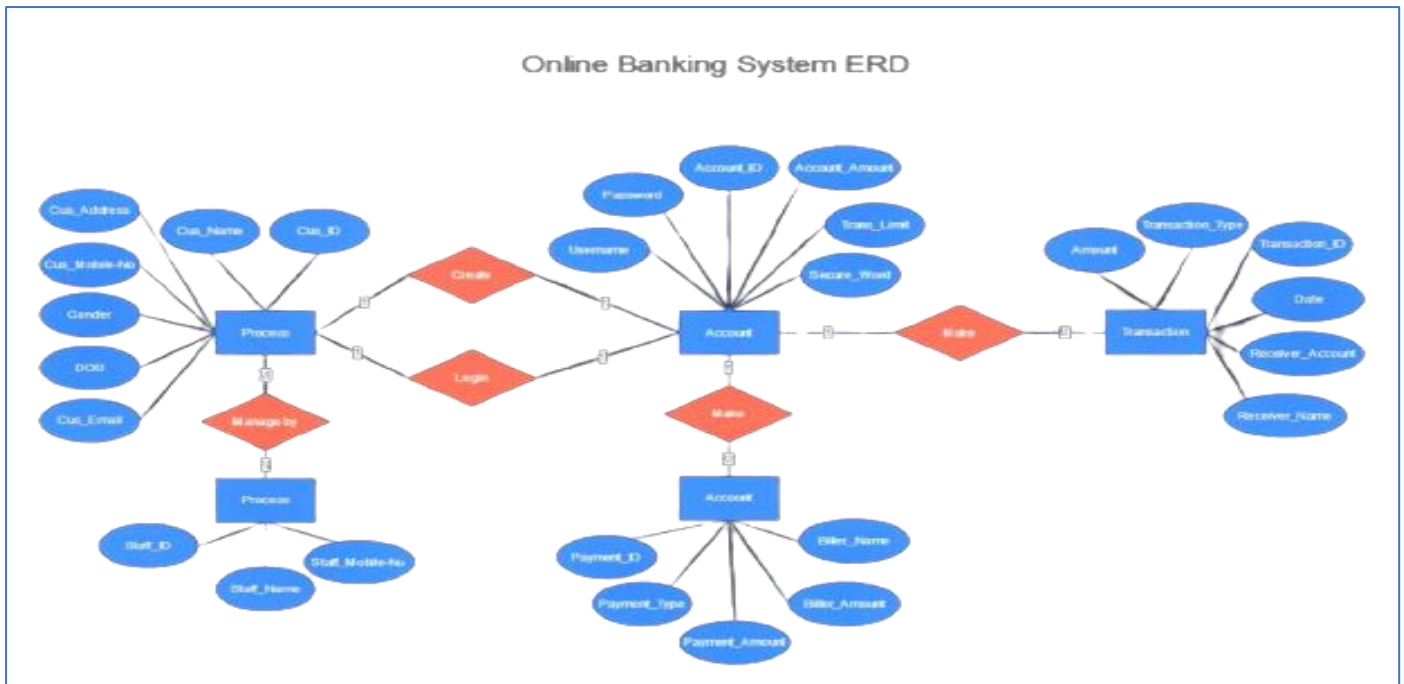 Online Banking System ERD
Account_ID
Account_Amount
Password
Cus_Address
Cus_Name
Cus_ID
Trans_Limit
Username
Secure_Word
Amount
Transaction_Type
Transaction_ID
Cus_Mobile-No
Create
Date
Gender
Process
Account
Make
Transaction
Receiver_Account
Login
Cus_Email
Manage by
Make
Receiver_Name
Process
Account
Staff_ID
Staff_Mobile-No
Staff_Name
Payment_ID
Biller_Name
Payment_Type
Biller_Amount
Payment_Amount